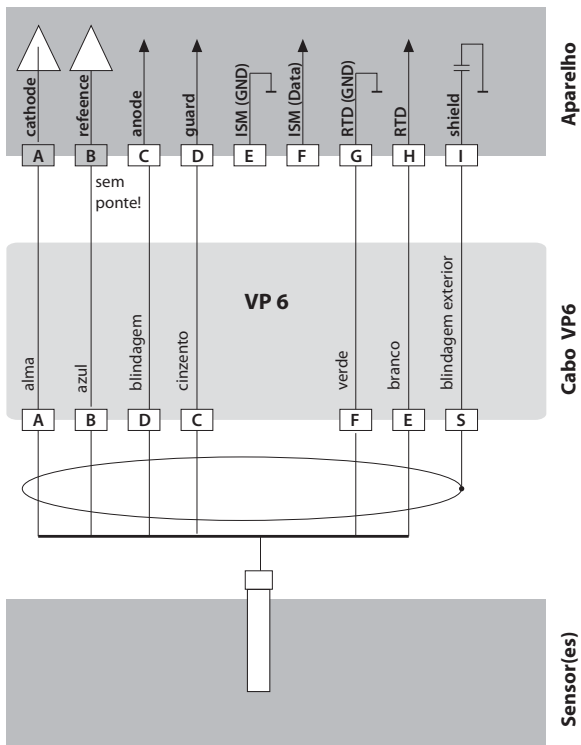 cathode
refeence
anode
guard
ISM (GND)
ISM (Data)
RTD (GND)
RTD
shield
Aparelho
A B C D E F G H I
sem
ponte!
VP 6
alma
azul
blindagem
cinzento
verde
branco
blindagem exterior
Cabo VP6
A B D C F E S
Sensor(es)